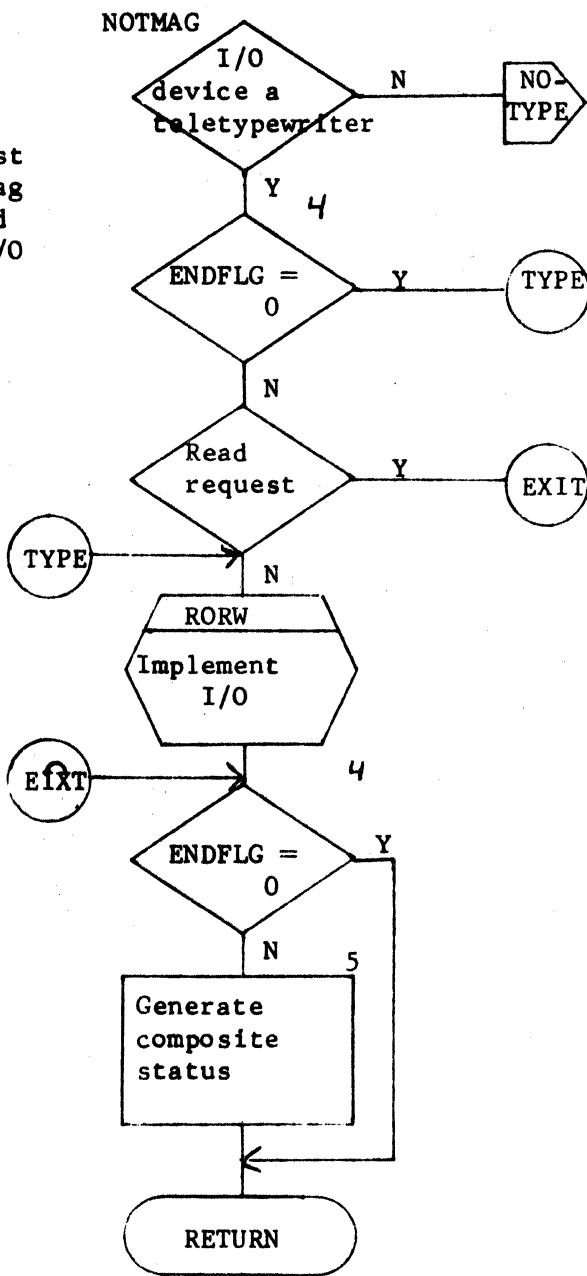 NOTMAG
I/O
device a
teletypewriter
N
NO-
TYPE
st
ag
d
/O
Y
4
ENDFLG =
0
Y
TYPE
N
Read
request
Y
EXIT
TYPE
N
RORW
Implement
I/O
EIXT
4
ENDFLG =
0
Y
N
5
Generate
composite
status
RETURN